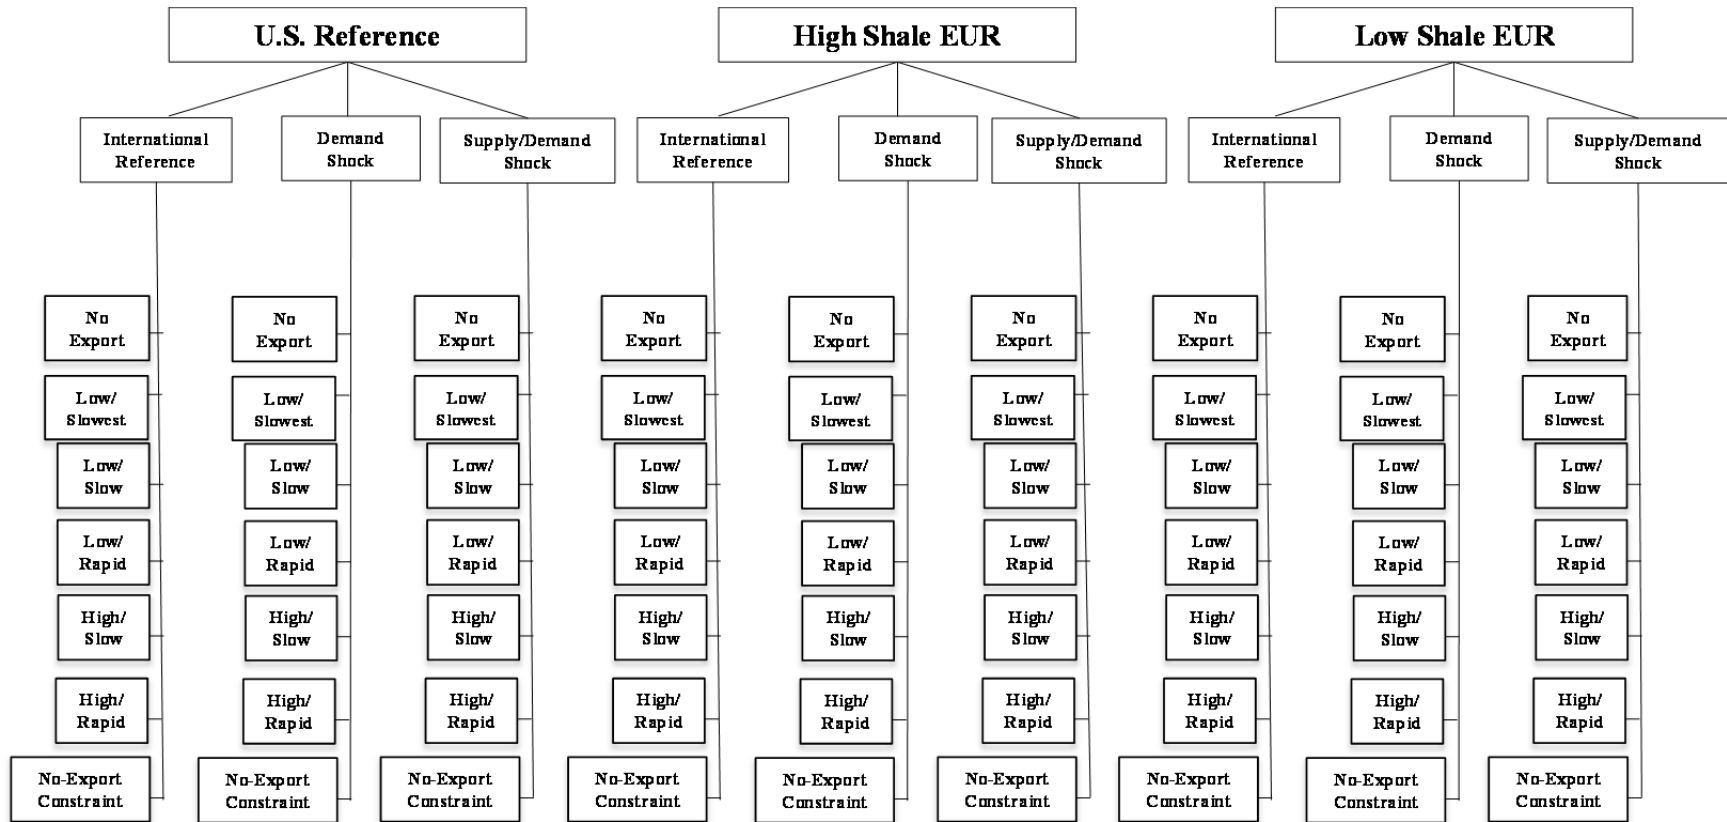 U.S. Reference
High Shale EUR
Low Shale EUR
International
Reference
Demand
Shock
Supply/Demand
Shock
International
Reference
Demand
Shock
Supply/Demand
Shock
International
Reference
Demand
Shock
Supply/Demand
Shock
No
Export
No
Export
No
Export
No
Export
No
Export
No
Export
No
Export
No
Export
No
Export
Low/
Slowest
Low/
Slowest
Low/
Slowest
Low/
Slowest
Low/
Slowest
Low/
Slowest
Low/
Slowest
Low/
Slowest
Low/
Slowest
Low/
Slow
Low/
Slow
Low/
Slow
Low/
Slow
Low/
Slow
Low/
Slow
Low/
Slow
Low/
Slow
Low/
Slow
Low/
Rapid
Low/
Rapid
Low/
Rapid
Low/
Rapid
Low/
Rapid
Low/
Rapid
Low/
Rapid
Low/
Rapid
Low/
Rapid
High/
Slow
High/
Slow
High/
Slow
High/
Slow
High/
Slow
High/
Slow
High/
Slow
High/
Slow
High/
Slow
High/
Rapid
High/
Rapid
High/
Rapid
High/
Rapid
High/
Rapid
High/
Rapid
High/
Rapid
High/
Rapid
High/
Rapid
No-Export
Constraint
No-Export
Constraint
No-Export
Constraint
No-Export
Constraint
No-Export
Constraint
No-Export
Constraint
No-Export
Constraint
No-Export
Constraint
No-Export
Constraint